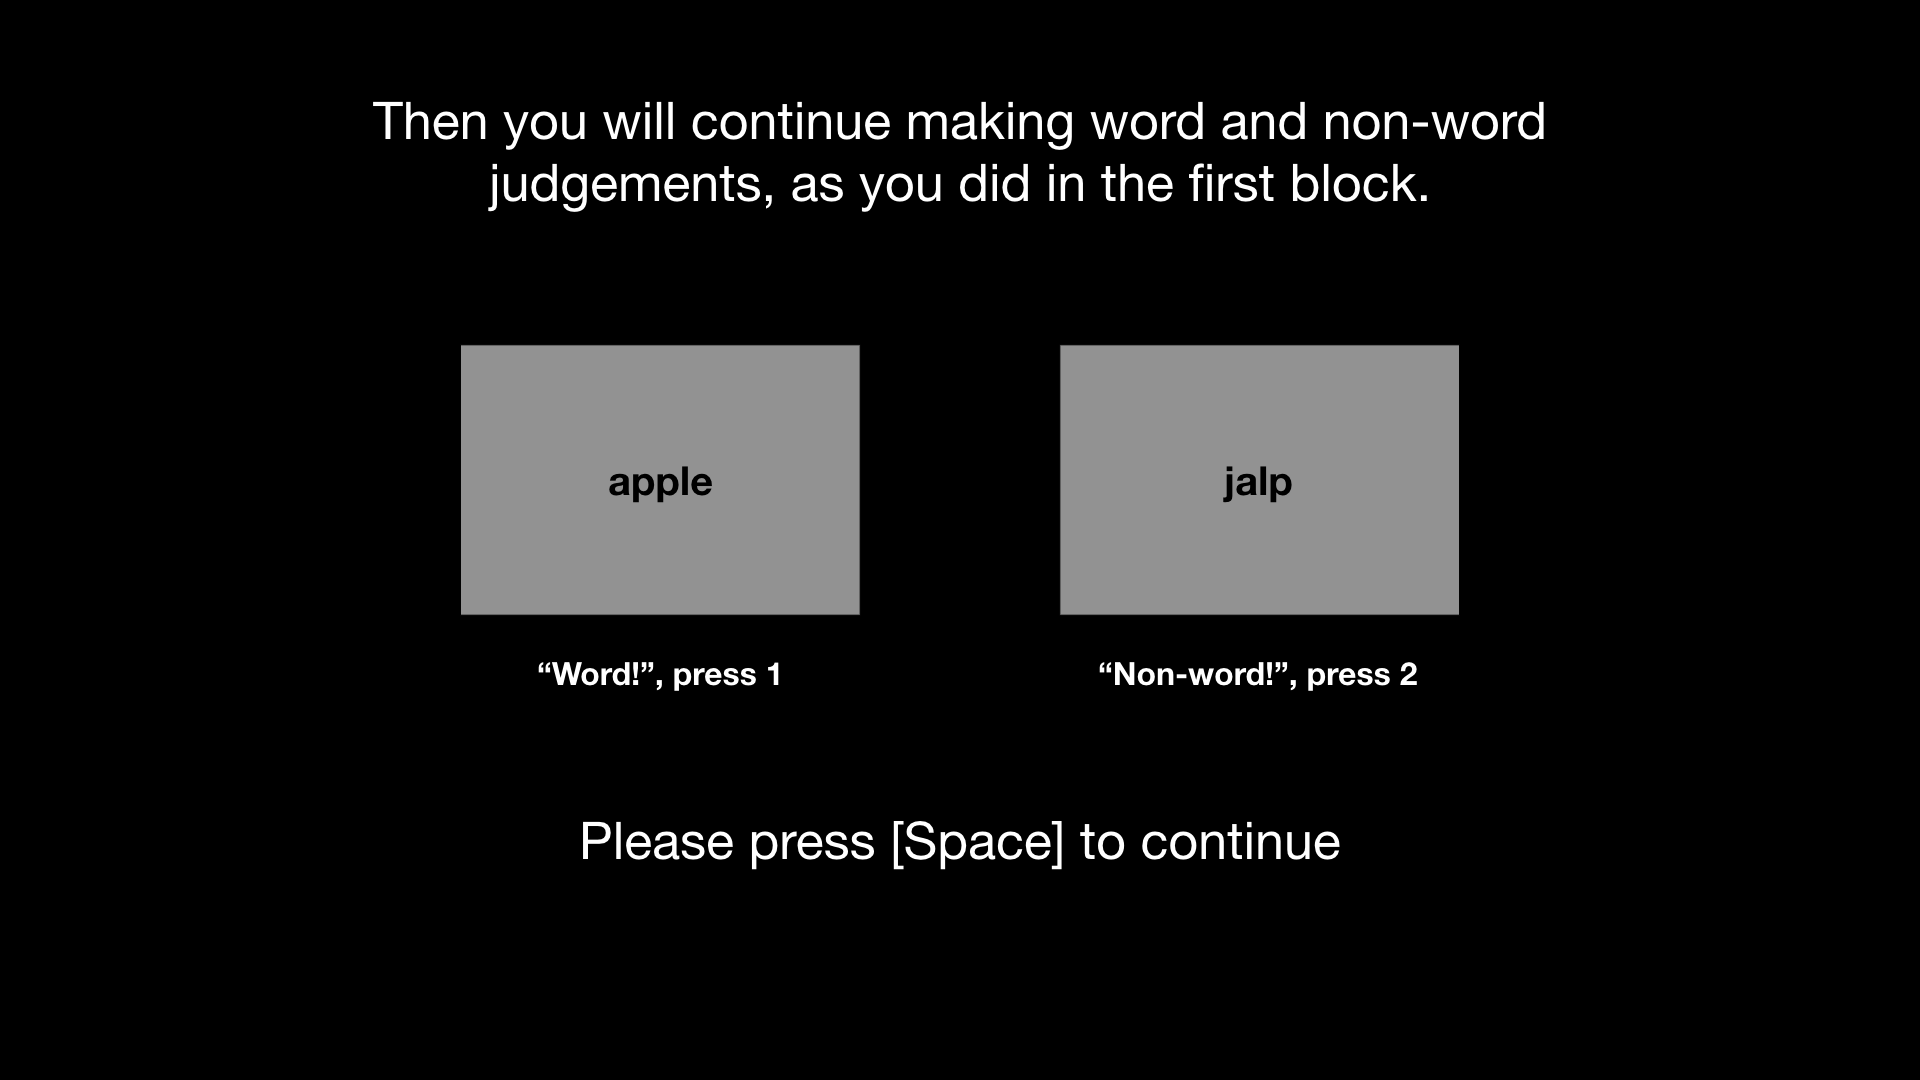 Then you will continue making word and non-word
judgements, as you did in the first block.
apple
jalp
“Word!”, press 1
“Non-word!”, press 2
Please press [Space] to continue